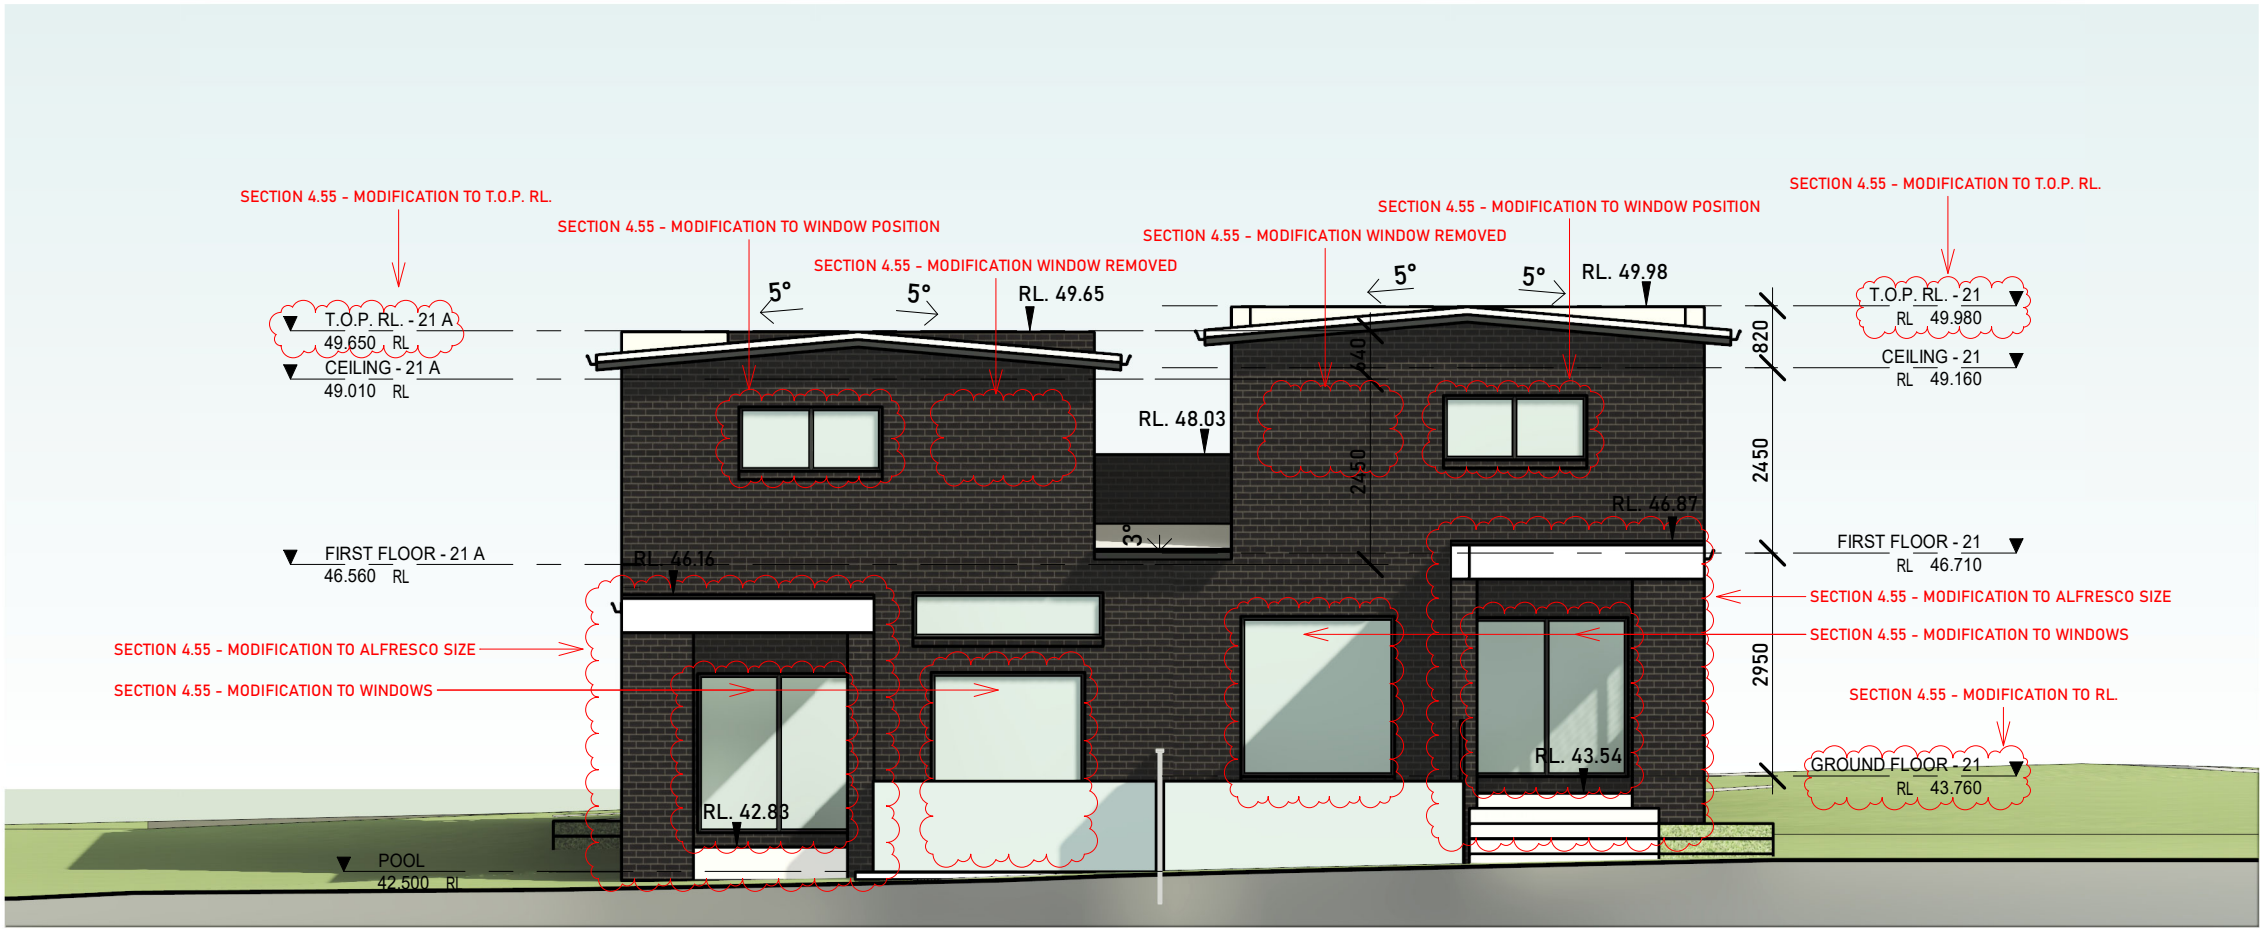 SECTION 4.55 - MODIFICATION TO T.O.P. RL.
SECTION 4.55 - MODIFICATION TO T.O.P. RL.
SECTION 4.55 - MODIFICATION TO WINDOW POSITION
SECTION 4.55 - MODIFICATION TO WINDOW POSITION
SECTION 4.55 - MODIFICATION WINDOW REMOVED
SECTION 4.55 - MODIFICATION WINDOW REMOVED
5°
5°
RL. 49.65
5°
5°
RL. 49.98
T.O.P. RL. - 21 A
49.650 RL
CEILING - 21 A
49.010 RL
T.O.P. RL. - 21
RL 49.980
CEILING - 21
RL 49.160
820
640
RL. 48.03
2450
2450
RL. 46.87
3°
FIRST FLOOR - 21 A
46.560 RL
RL. 46.16
FIRST FLOOR - 21
RL 46.710
SECTION 4.55 - MODIFICATION TO ALFRESCO SIZE
SECTION 4.55 - MODIFICATION TO WINDOWS
SECTION 4.55 - MODIFICATION TO ALFRESCO SIZE
SECTION 4.55 - MODIFICATION TO WINDOWS
2950
SECTION 4.55 - MODIFICATION TO RL.
RL. 43.54
GROUND FLOOR - 21
RL 43.760
RL. 42.83
POOL
42.500 RL